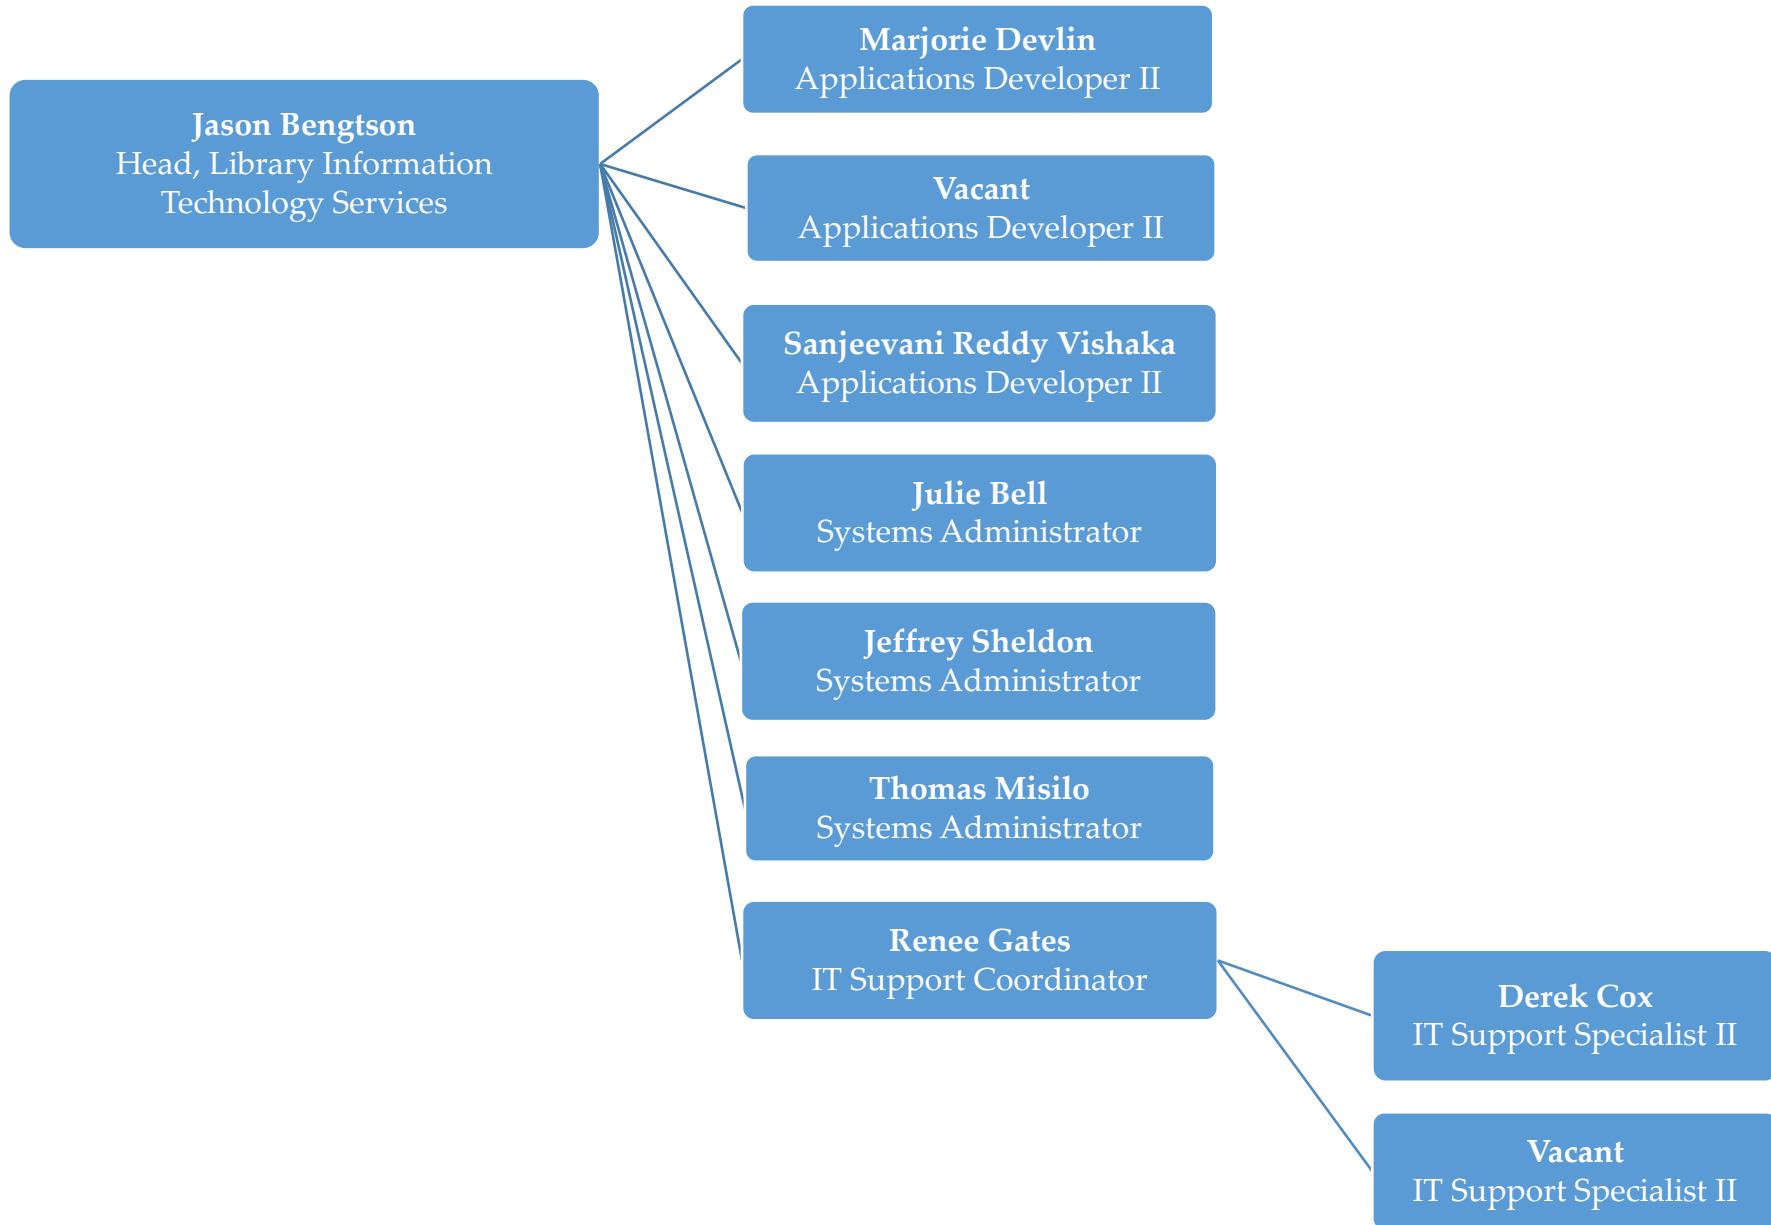 Jason Bengtson
Head, Library Information
Technology Services
Marjorie Devlin
Applications Developer II
Vacant
Applications Developer II
Sanjeevani Reddy Vishaka
Applications Developer II
Julie Bell
Systems Administrator
Jeffrey Sheldon
Systems Administrator
Thomas Misilo
Systems Administrator
Renee Gates
IT Support Coordinator
Derek Cox
IT Support Specialist II
Vacant
IT Support Specialist II